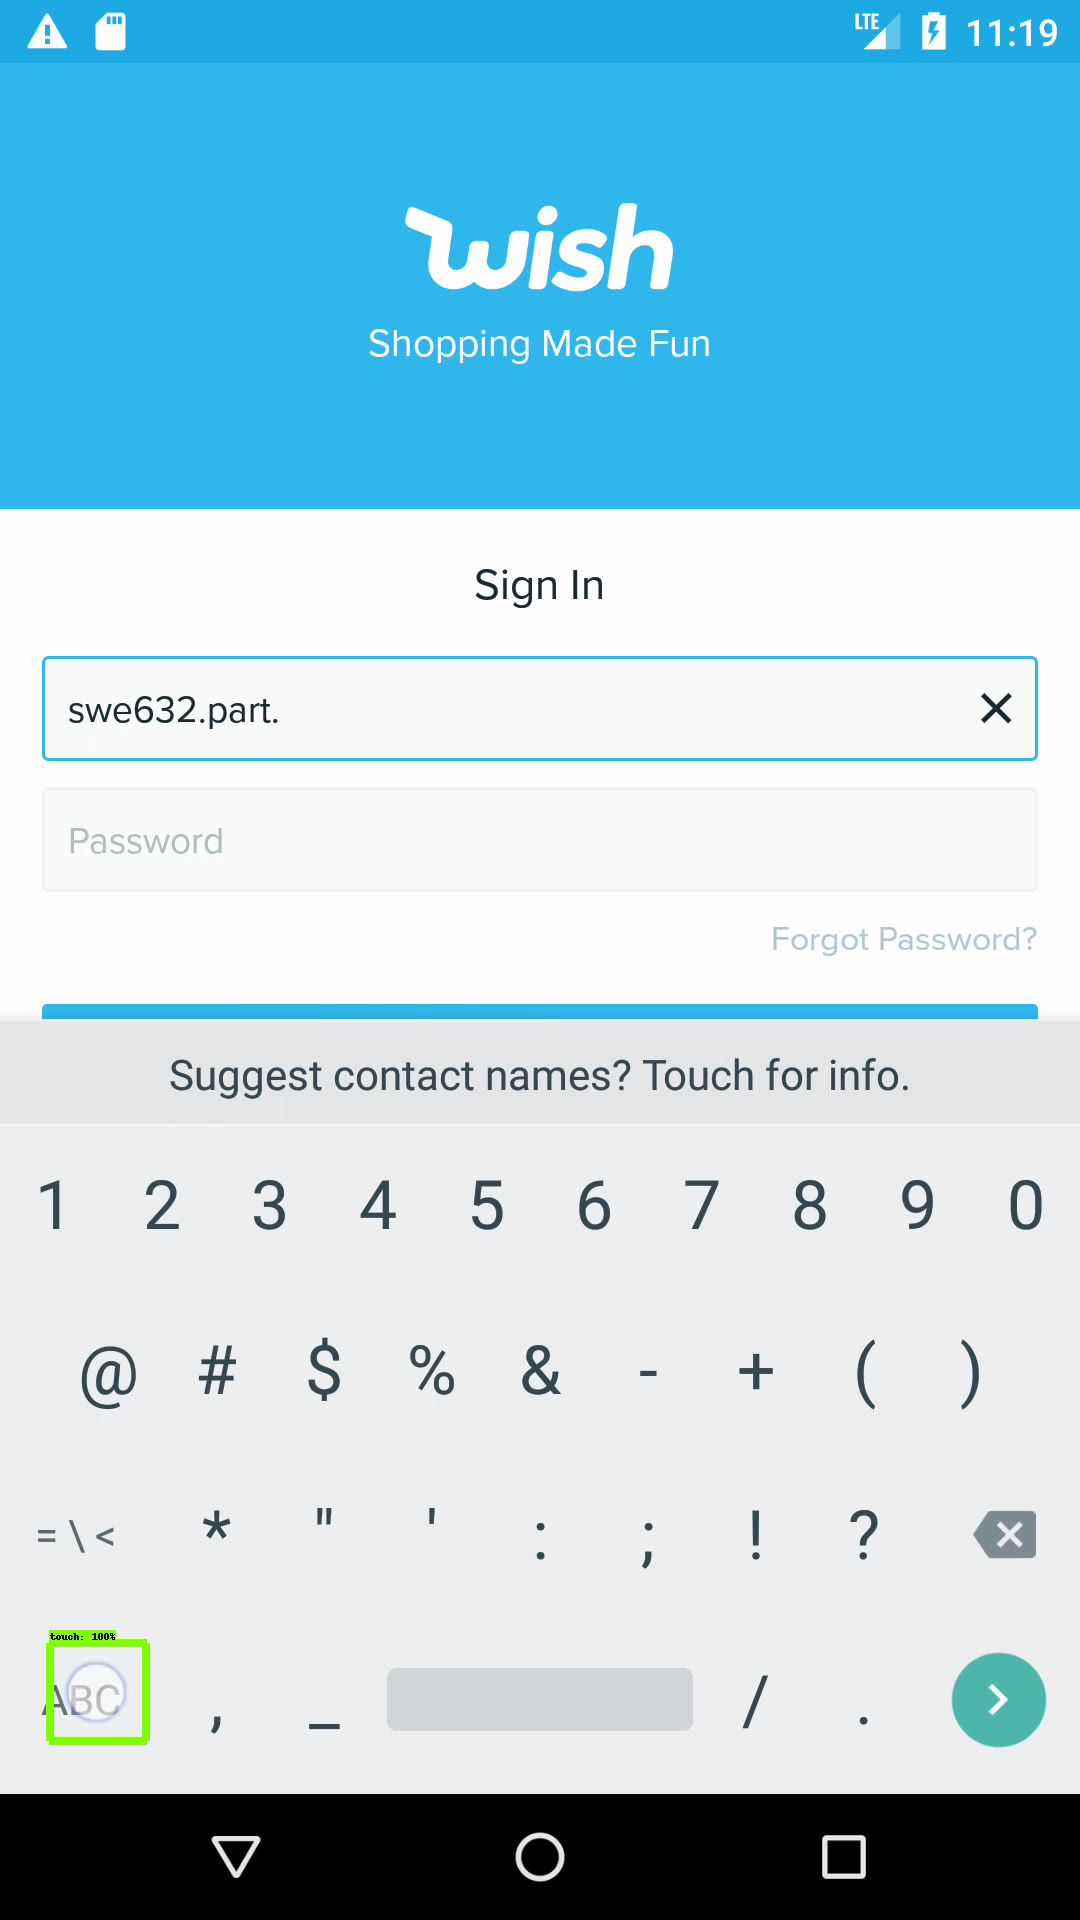 LTE 11:19
wish
Shopping Made Fun
Sign In
swe632.part.
Password
Forgot Password?
Suggest contact names? Touch for info.
1 2 3 4 5 6 7 8 9 0
@ # $ % & - + ( )
= \ < * " ' : ; ! ?
touch: 100%
ABC , _ / .